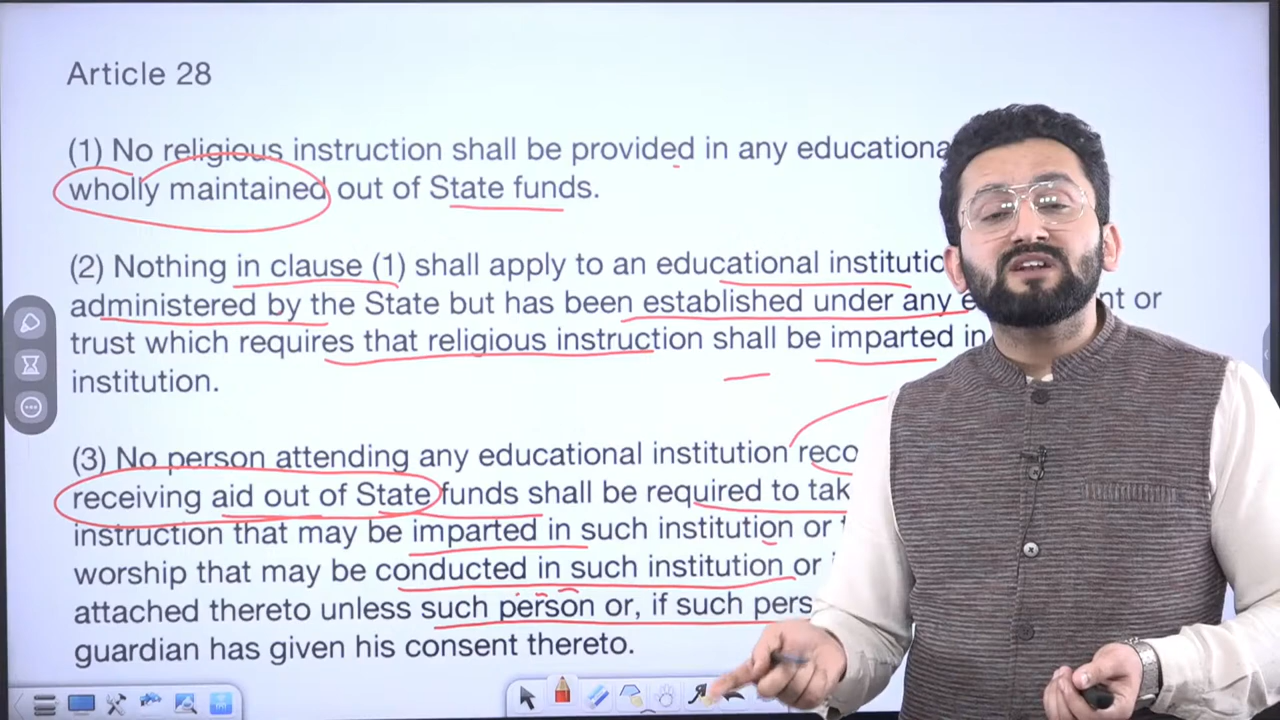 Article 28
(1) No religious instruction shall be provided in any educationa
wholly maintained out of State funds.
(2) Nothing in clause (1) shall apply to an educational institutio
administered by the State but has been established under any e nt or
trust which requires that religious instruction shall be imparted in
institution.
(3) No person attending any educational institution reco
receiving aid out of State funds shall be required to tak
instruction that may be imparted in such institution or
worship that may be conducted in such institution or
attached thereto unless such person or, if such pers
guardian has given his consent thereto.